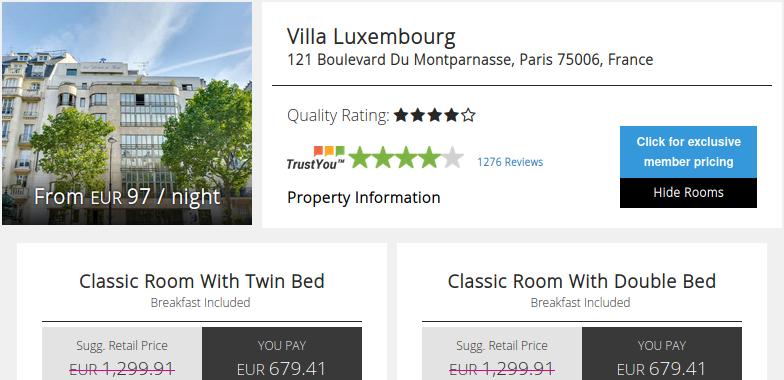 Villa Luxembourg
121 Boulevard Du Montparnasse, Paris 75006, France
Quality Rating:
TrustYou™
1276 Reviews
Click for exclusive
member pricing
Hide Rooms
Property Information
From EUR 97 / night
Classic Room With Twin Bed
Breakfast Included
Sugg. Retail Price
EUR 1,299.91
YOU PAY
EUR 679.41
Classic Room With Double Bed
Breakfast Included
Sugg. Retail Price
EUR 1,299.91
YOU PAY
EUR 679.41